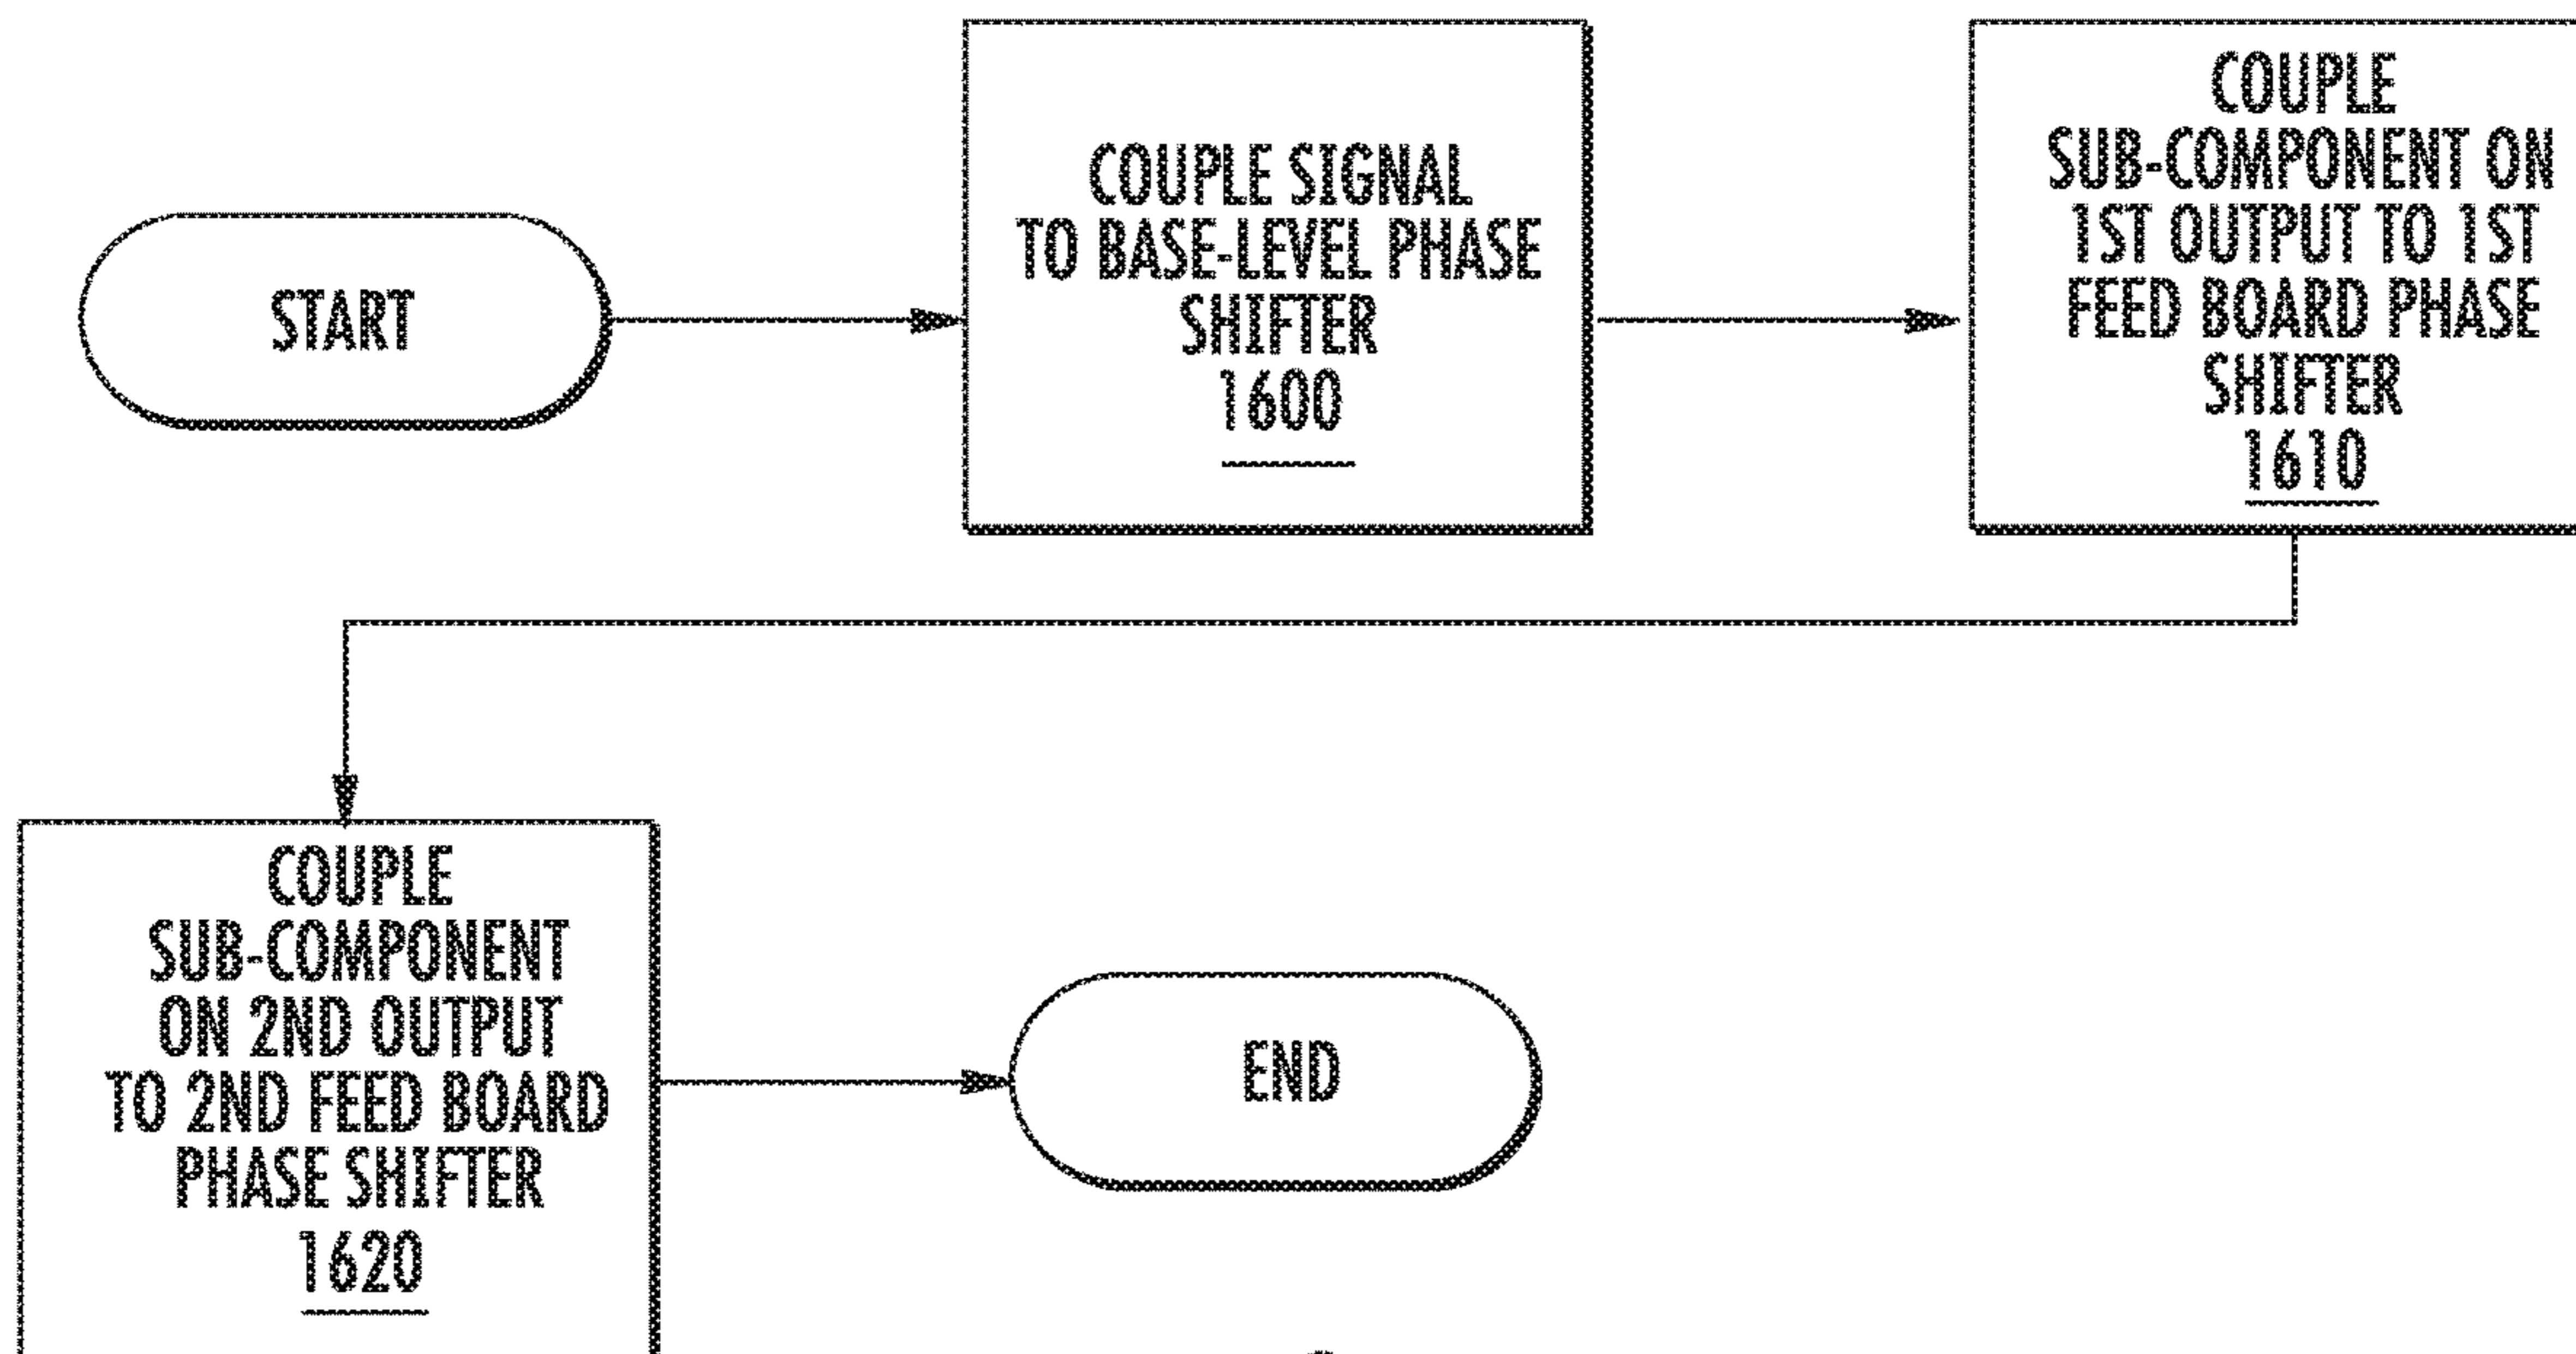 START
COUPLE SIGNAL
TO BASE-LEVEL PHASE
SHIFTER
1600
COUPLE
SUB-COMPONENT ON
1ST OUTPUT TO 1ST
FEED BOARD PHASE
SHIFTER
1610
COUPLE
SUB-COMPONENT
ON 2ND OUTPUT
TO 2ND FEED BOARD
PHASE SHIFTER
1620
END